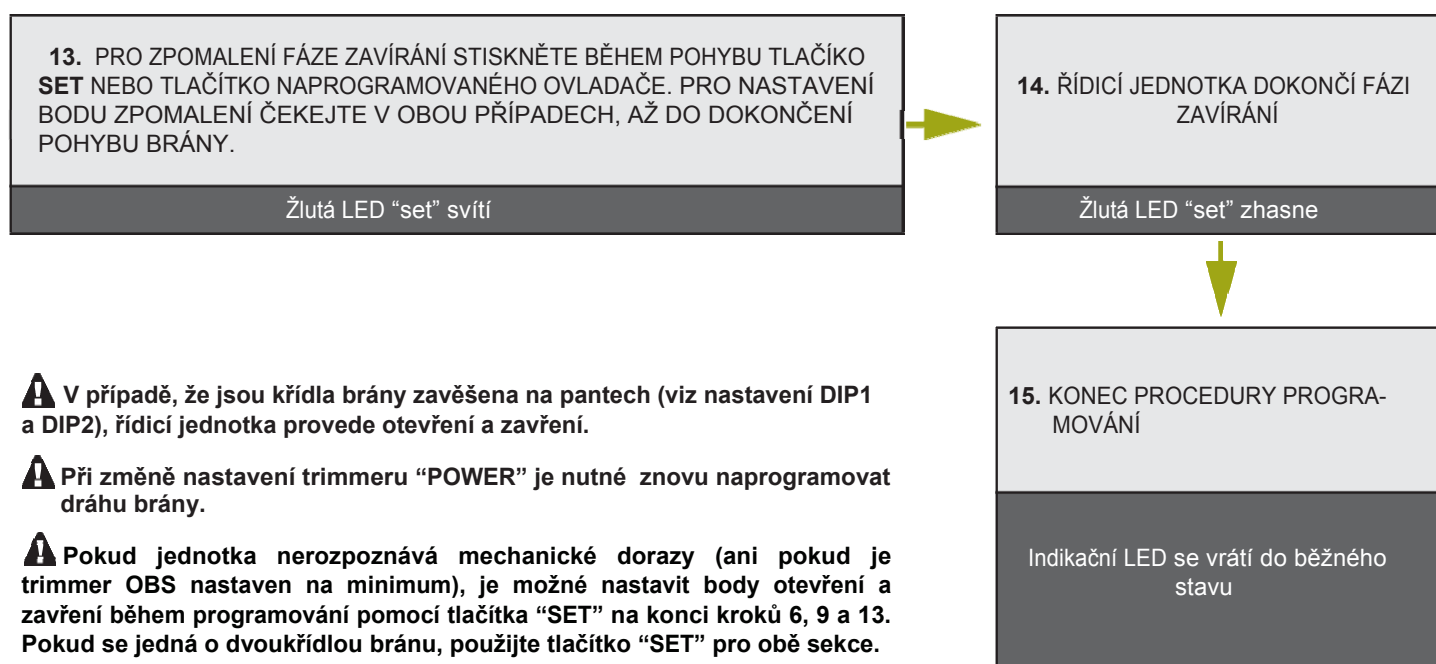 13. PRO ZPOMALENÍ FÁZE ZAVÍRÁNÍ STISKNĚTE BĚHEM POHYBU TLAČÍKO
SET NEBO TLAČÍTKO NAPROGRAMOVANÉHO OVLADAČE. PRO NASTAVENÍ
BODU ZPOMALENÍ ČEKEJTE V OBOU PŘÍPADECH, AŽ DO DOKONČENÍ
POHYBU BRÁNY.
Žlutá LED “set” svítí
14. ŘÍDICÍ JEDNOTKA DOKONČÍ FÁZI
ZAVÍRÁNÍ
Žlutá LED “set” zhasne
15. KONEC PROCEDURY PROGRA-
MOVÁNÍ
Indikační LED se vrátí do běžného
stavu
V případě, že jsou křídla brány zavěšena na pantech (viz nastavení DIP1
a DIP2), řídicí jednotka provede otevření a zavření.
Při změně nastavení trimmeru “POWER” je nutné znovu naprogramovat
dráhu brány.
Pokud jednotka nerozpoznává mechanické dorazy (ani pokud je
trimmer OBS nastaven na minimum), je možné nastavit body otevření a
zavření během programování pomocí tlačítka “SET” na konci kroků 6, 9 a 13.
Pokud se jedná o dvoukřídlou bránu, použijte tlačítko “SET” pro obě sekce.